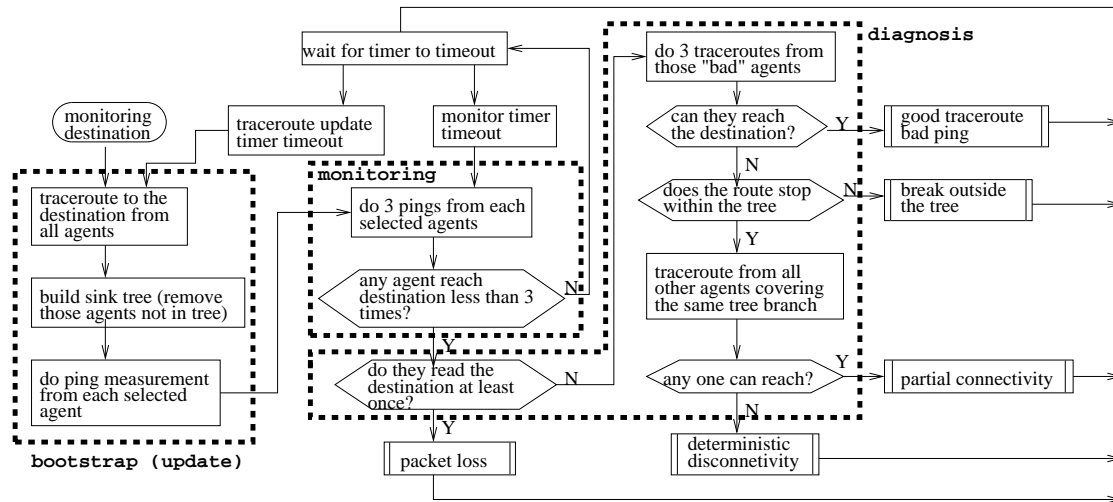 monitoring
destination
traceroute to the
destination from
all agents
build sink tree (remove
those agents not in tree)
do ping measurement
from each selected
agent
bootstrap (update)
wait for timer to timeout
traceroute update
timer timeout
monitor timer
timeout
monitoring
do 3 pings from each
selected agents
any agent reach
destination less than 3
times?
N
Y
do they read the
destination at least
once?
N
Y
packet loss
diagnosis
do 3 traceroutes from
those "bad" agents
can they reach
the destination?
Y
good traceroute
bad ping
N
does the route stop
within the tree
N
break outside
the tree
Y
traceroute from all
other agents covering
the same tree branch
any one can reach?
Y
partial connectivity
N
deterministic
disconnetivity